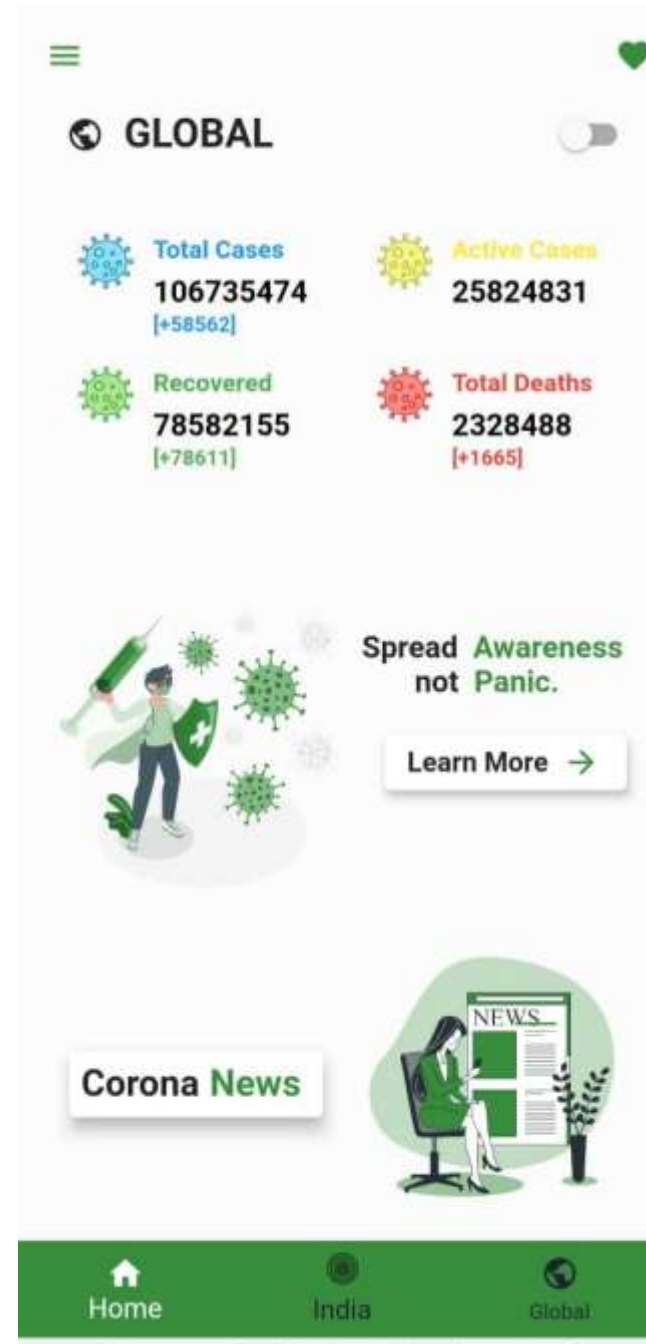 GLOBAL
Total Cases
106735474
[+58562]
Active Cases
25824831
Recovered
78582155
[+78611]
Total Deaths
2328488
[+1665]
Spread Awareness
not Panic.
Learn More →
NEWS
Corona News
Home
India
Global